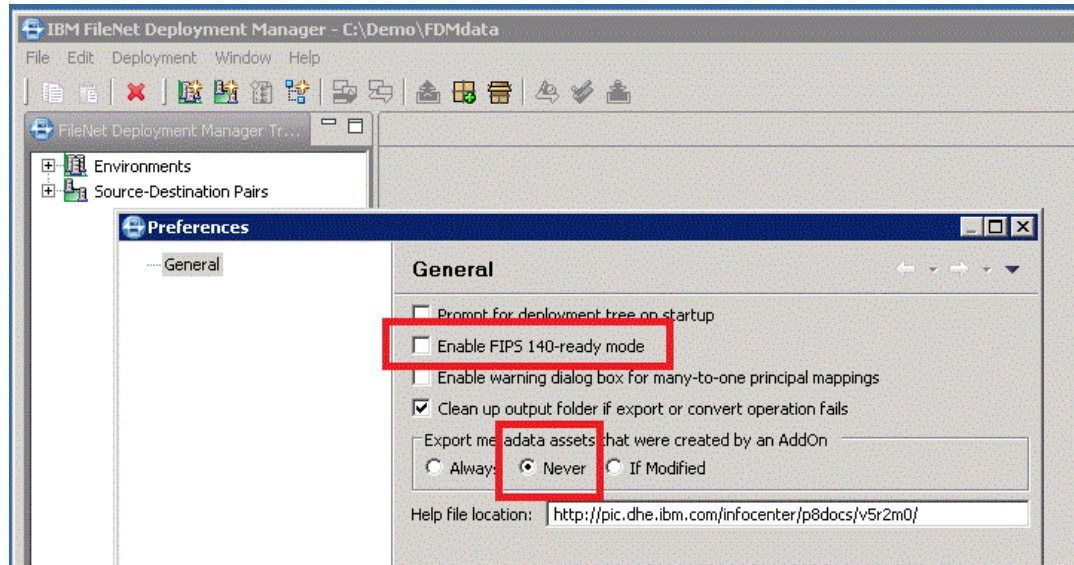 IBM FileNet Deployment Manager - C:\Demo\FDMdata
File Edit Deployment Window Help
FileNet Deployment Manager Tr...
Environments
Source-Destination Pairs
Preferences
General
General
Prompt for deployment tree on startup
Enable FIPS 140-ready mode
Enable warning dialog box for many-to-one principal mappings
Clean up output folder if export or convert operation fails
Export metadata assets that were created by an AddOn
Always Never If Modified
Help file location: http://pic.dhe.ibm.com/infocenter/p8docs/v5r2m0/